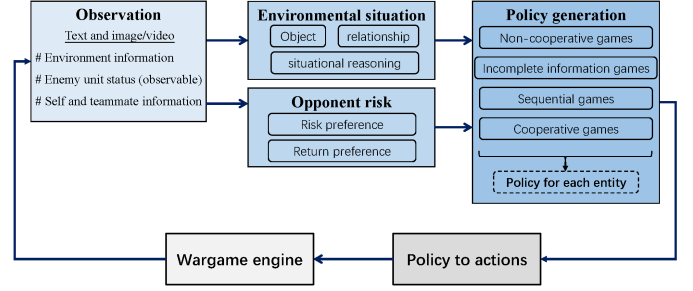 Observation
Text and image/video
# Environment information
# Enemy unit status (observable)
# Self and teammate information
Environmental situation
Object
relationship
situational reasoning
Opponent risk
Risk preference
Return preference
Policy generation
Non-cooperative games
Incomplete information games
Sequential games
Cooperative games
Policy for each entity
Wargame engine
Policy to actions